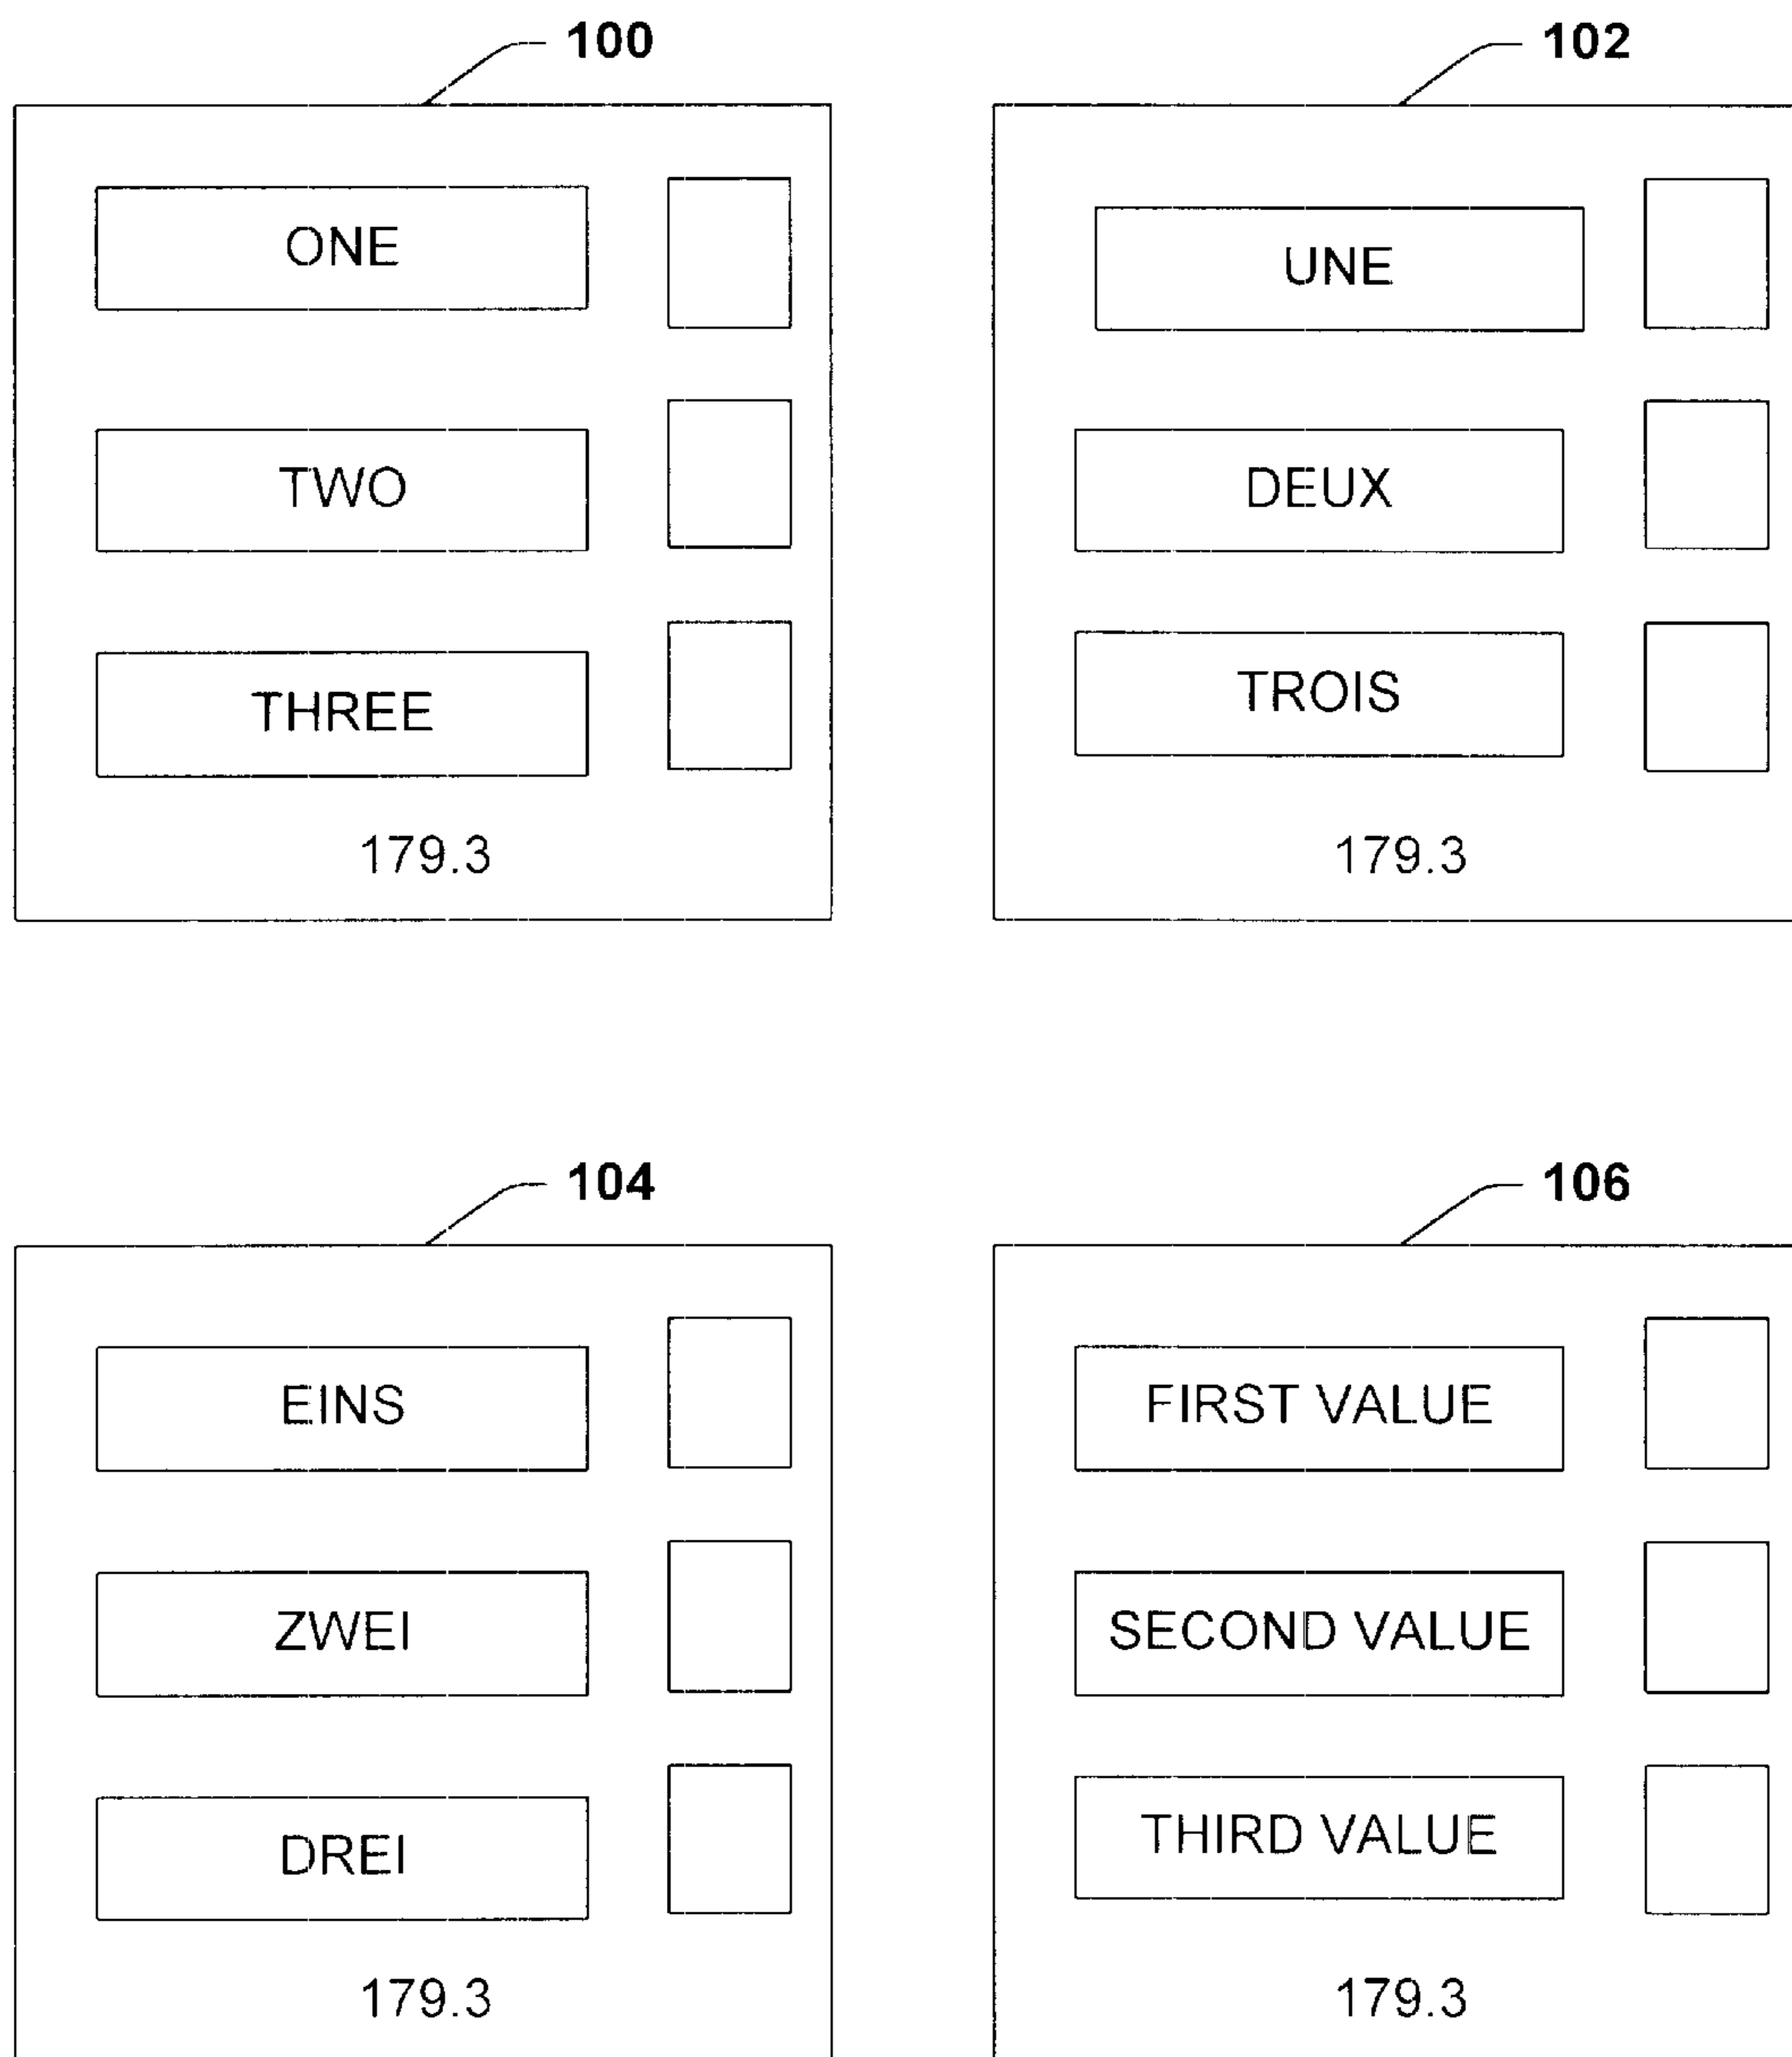 100
ONE
TWO
THREE
179.3
102
UNE
DEUX
TROIS
179.3
104
EINS
ZWEI
DREI
179.3
106
FIRST VALUE
SECOND VALUE
THIRD VALUE
179.3